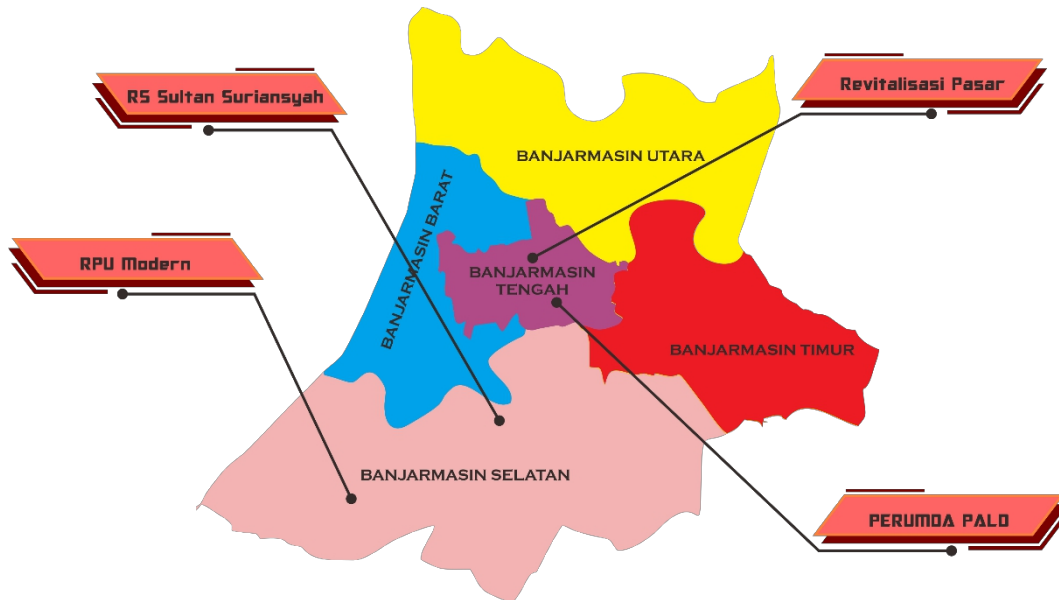 RS Sultan Suriansyah
Revitalisasi Pasar
BANJARMASIN UTARA
BANJARMASIN BARAT
RPU Modern
BANJARMASIN
TENGAH
BANJARMASIN TIMUR
BANJARMASIN SELATAN
PERUMDA PALD